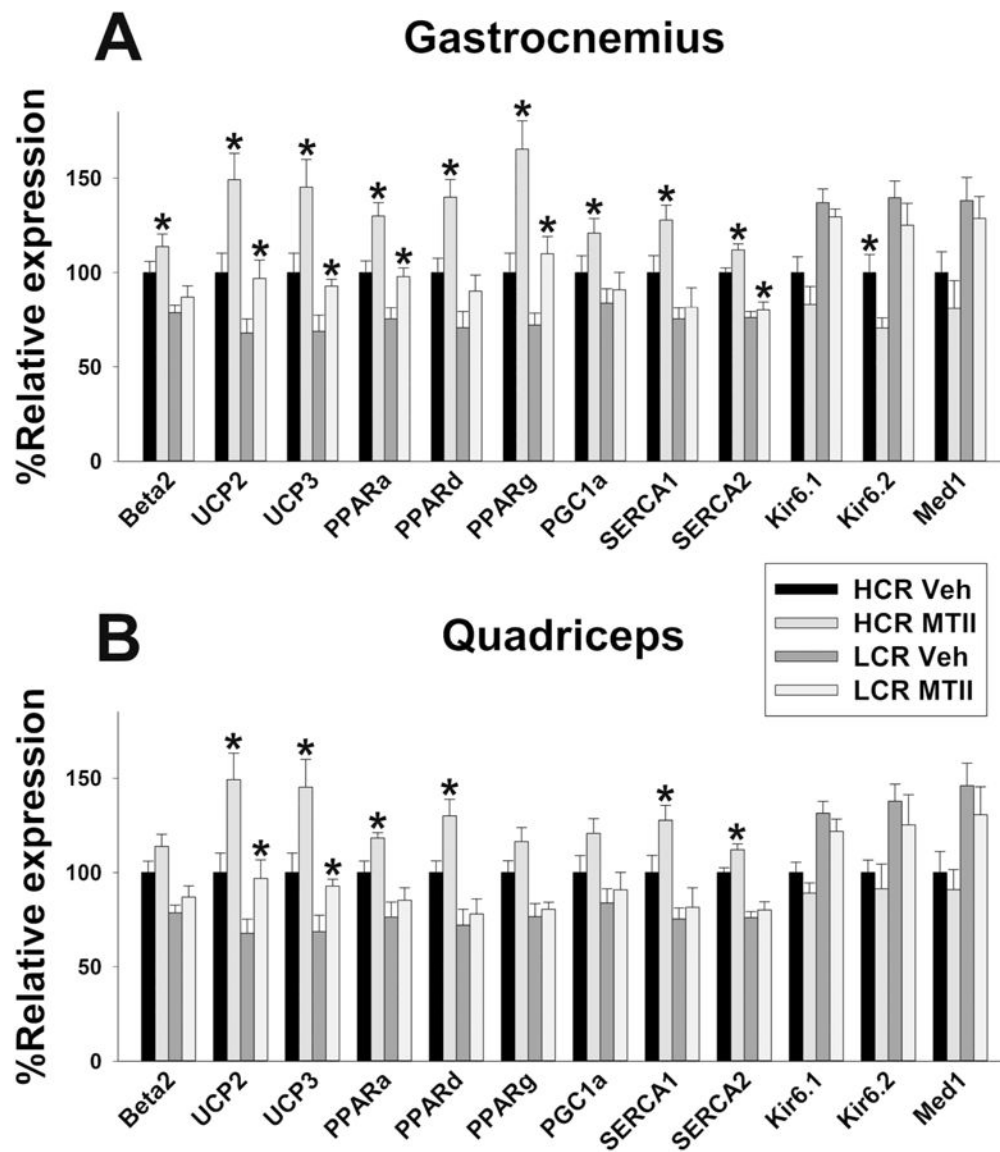 A
Gastrocnemius
%Relative expression
150
100
50
0
* * * * * * * * * * * * * * *
Beta2 UCP2 UCP3 PPARa PPARd PPARg PGC1a SERCA1 SERCA2 Kir6.1 Kir6.2 Med1
HCR Veh
HCR MTII
LCR Veh
LCR MTII
B
Quadriceps
%Relative expression
150
100
50
0
* * * * * * * *
Beta2 UCP2 UCP3 PPARa PPARd PPARg PGC1a SERCA1 SERCA2 Kir6.1 Kir6.2 Med1